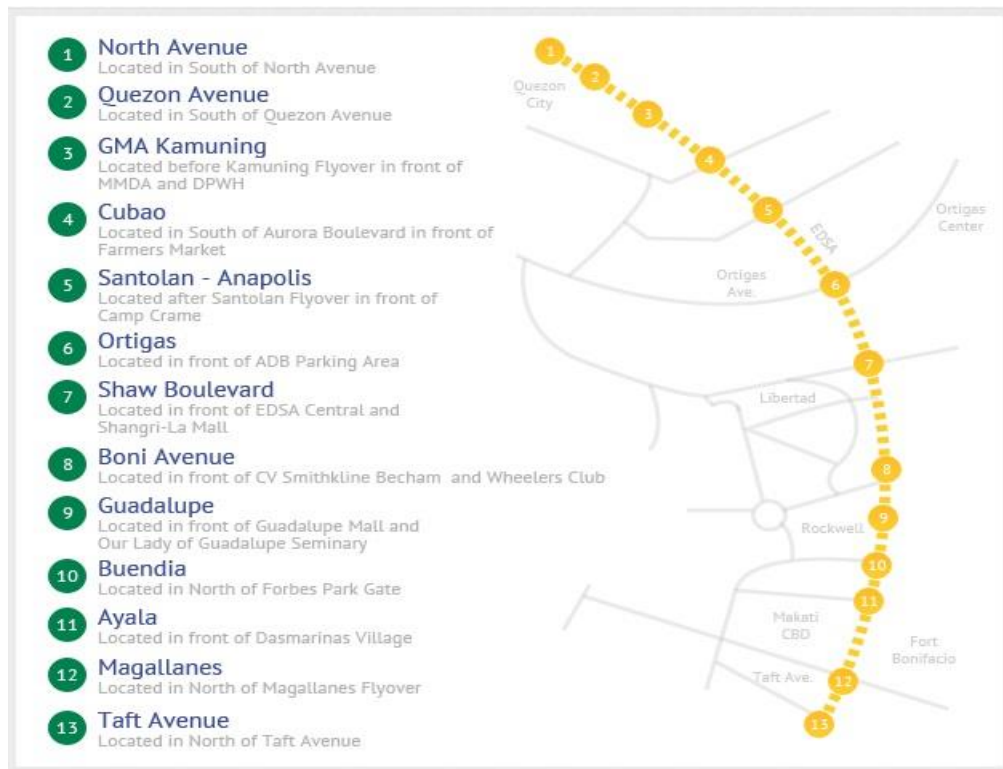 1
North Avenue
Located in South of North Avenue
2
Quezon Avenue
Located in South of Quezon Avenue
3
GMA Kamuning
Located before Kamuning Flyover in front of
MMDA and DPWH
4
Cubao
Located in South of Aurora Boulevard in front of
Farmers Market
5
Santolan - Anapolis
Located after Santolan Flyover in front of
Camp Crame
6
Ortigas
Located in front of ADB Parking Area
7
Shaw Boulevard
Located in front of EDSA Central and
Shangri-La Mall
8
Boni Avenue
Located in front of CV Smithkline Becham and Wheelers Club
9
Guadalupe
Located in front of Guadalupe Mall and
Our Lady of Guadalupe Seminary
10
Buendia
Located in North of Forbes Park Gate
11
Ayala
Located in front of Dasmarinas Village
12
Magallanes
Located in North of Magallanes Flyover
13
Taft Avenue
Located in North of Taft Avenue
1
2
Quezon
City
3
4
5
Ortigas
Center
EDSA
Ortiges
Ave.
6
7
Libertad
8
9
Rockwell
10
11
Makati
CBD
Fort
Bonifacio
Taft Ave.
12
13